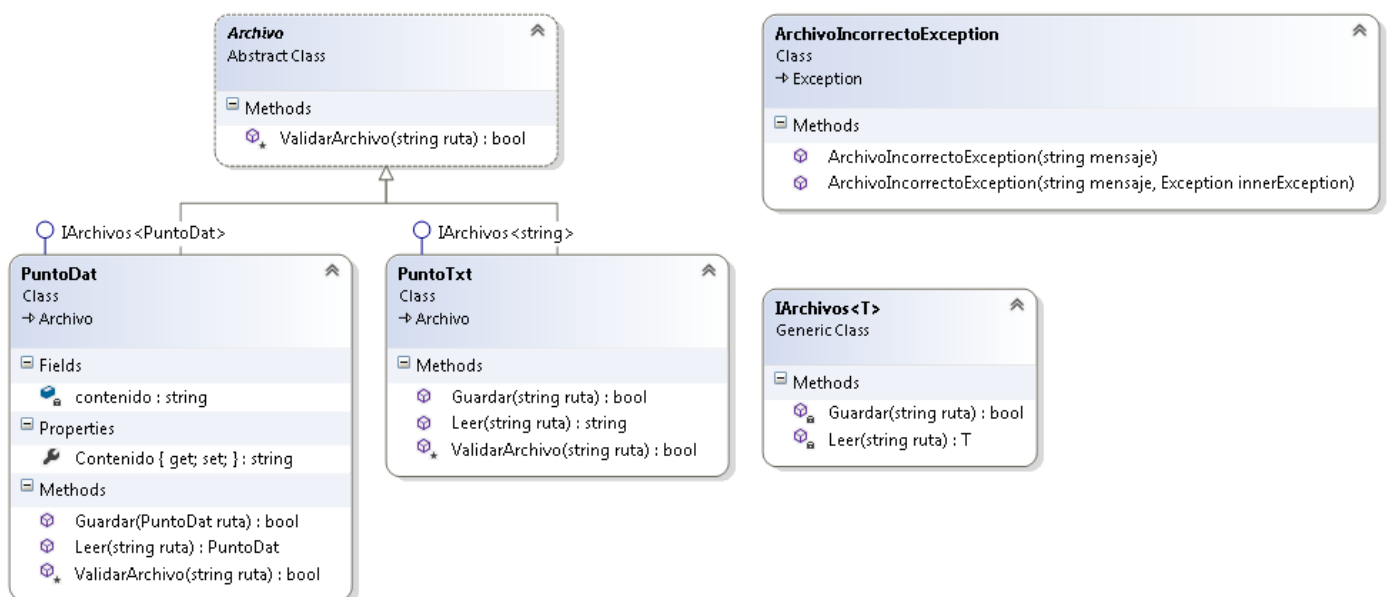 Archivo
Abstract Class
Methods
ValidarArchivo(string ruta) : bool
ArchivoIncorrectoException
Class
Exception
Methods
ArchivoIncorrectoException(string mensaje)
ArchivoIncorrectoException(string mensaje, Exception innerException)
IArchivos<PuntoDat>
PuntoDat
Class
Archivo
Fields
contenido : string
Properties
Contenido { get; set; } : string
Methods
Guardar(PuntoDat ruta) : bool
Leer(string ruta) : PuntoDat
ValidarArchivo(string ruta) : bool
IArchivos<string>
PuntoTxt
Class
Archivo
Methods
Guardar(string ruta) : bool
Leer(string ruta) : string
ValidarArchivo(string ruta) : bool
IArchivos<T>
Generic Class
Methods
Guardar(string ruta) : bool
Leer(string ruta) : T